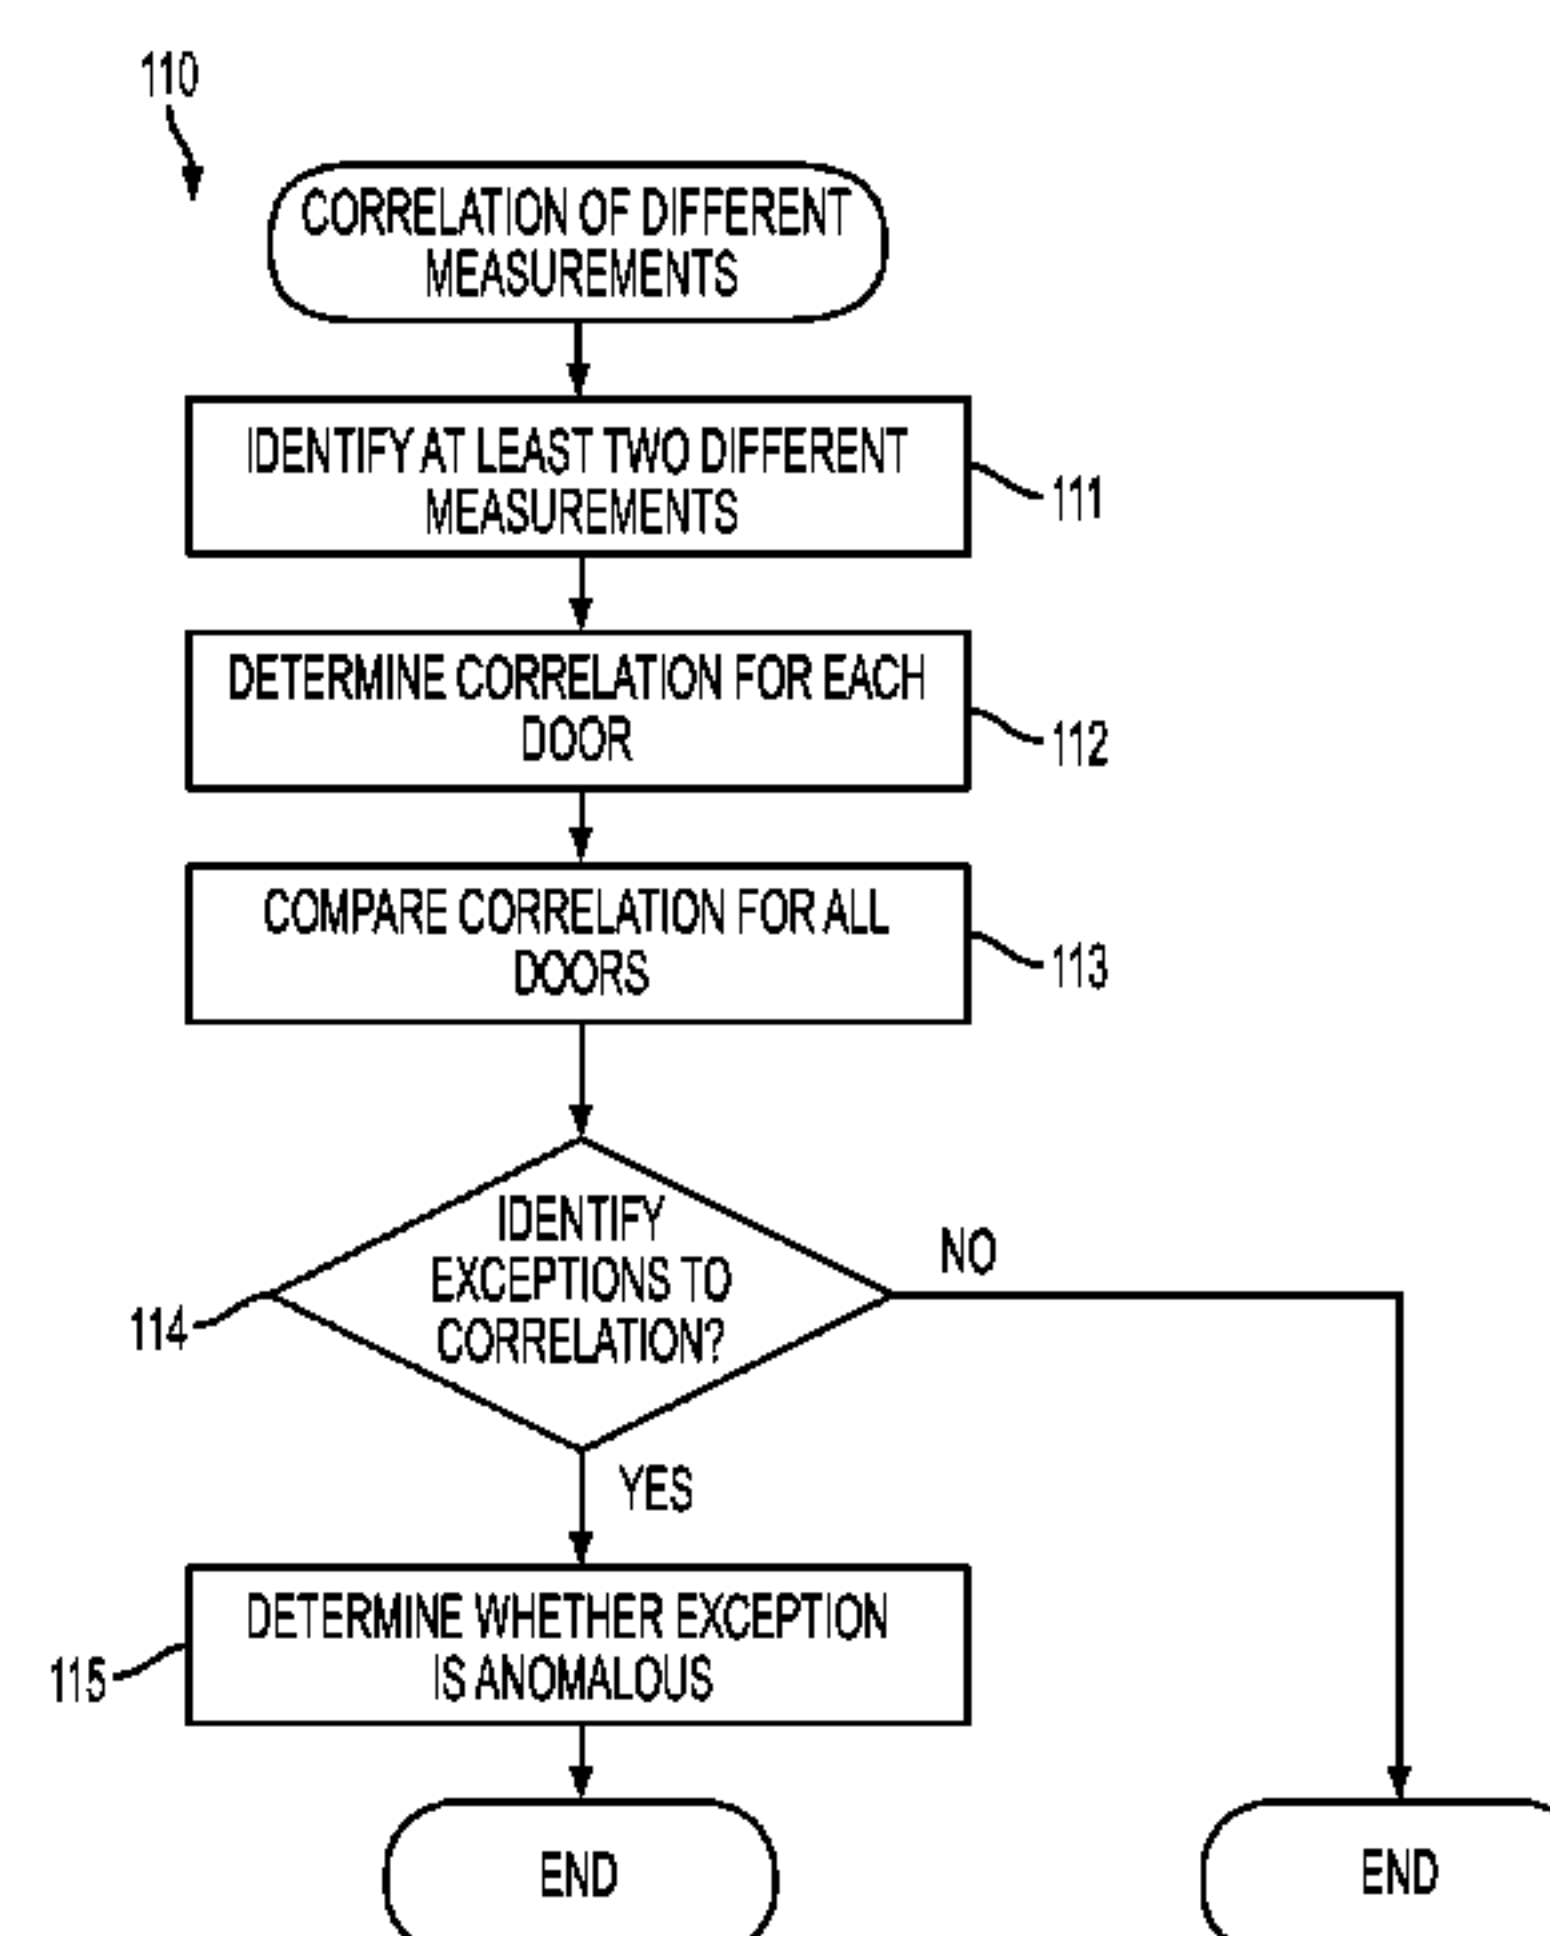 110
CORRELATION OF DIFFERENT
MEASUREMENTS
IDENTIFY AT LEAST TWO DIFFERENT
MEASUREMENTS
111
DETERMINE CORRELATION FOR EACH
DOOR
112
COMPARE CORRELATION FOR ALL
DOORS
113
IDENTIFY
EXCEPTIONS TO
CORRELATION?
NO
114
YES
DETERMINE WHETHER EXCEPTION
IS ANOMALOUS
115
END
END